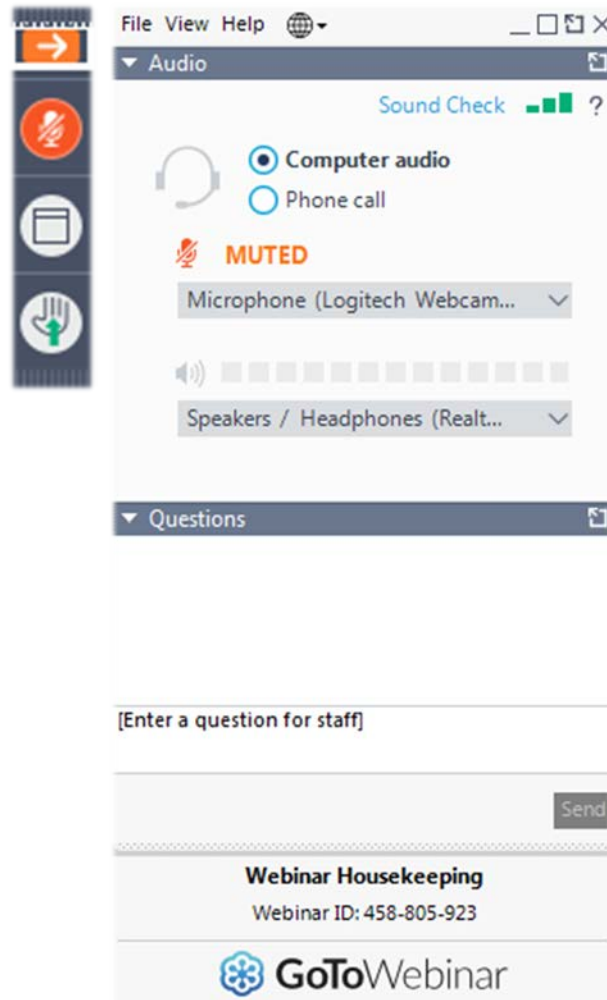 File View Help
Audio
Sound Check ?
Computer audio
Phone call
MUTED
Microphone (Logitech Webcam...
Speakers / Headphones (Realt...
Questions
[Enter a question for staff]
Send
Webinar Housekeeping
Webinar ID: 458-805-923
GoToWebinar